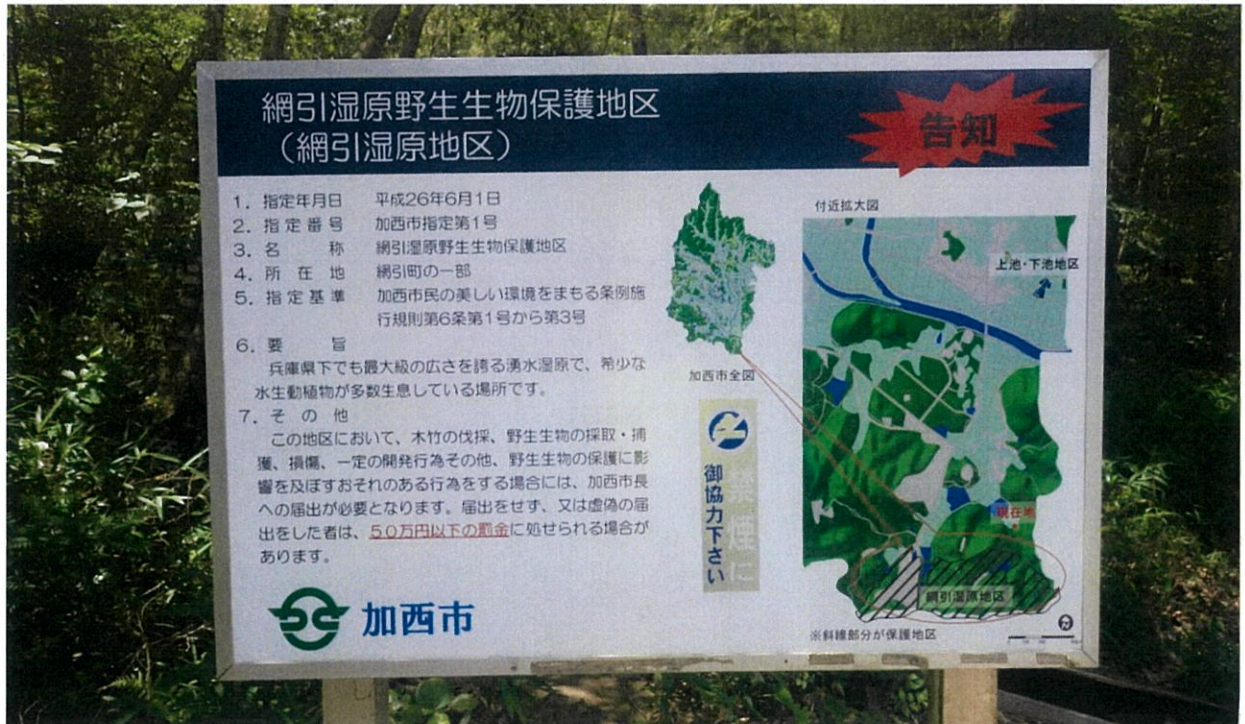 網引湿原野生生物保護地区
（網引湿原地区）
告知
1．指定年月日　平成26年6月1日
2．指定番号　加西市指定第1号
3．名　　称　網引湿原野生生物保護地区
4．所 在 地　網引町の一部
5．指定基準　加西市民の美しい環境をまもる条例施
行規則第6条第1号から第3号
6．要　　旨
兵庫県下でも最大級の広さを誇る湧水湿原で、希少な
水生動植物が多数生息している場所です。
7．そ の 他
この地区において、木竹の伐採、野生生物の採取・捕
獲、損傷、一定の開発行為その他、野生生物の保護に影
響を及ぼすおそれのある行為をする場合には、加西市長
への届出が必要となります。届出をせず、又は虚偽の届
出をした者は、50万円以下の罰金に処せられる場合が
あります。
加西市
加西市全図
禁煙に
御協力下さい
付近拡大図
上池・下池地区
現在地
網引湿原地区
※斜線部分が保護地区